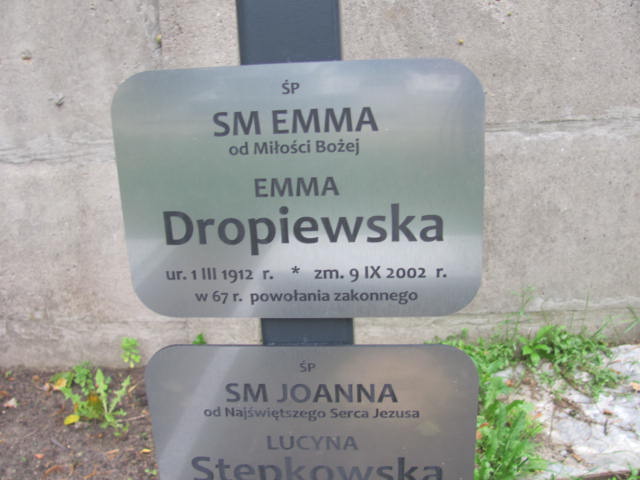 ŚP
SM EMMA
od Miłości Bożej
EMMA
Dropiewska
ur. 1 III 1912 r. * zm. 9 IX 2002 r.
w 67 r. powołania zakonnego
ŚP
SM JOANNA
od Najświętszego Serca Jezusa
LUCYNA
Stępkowska